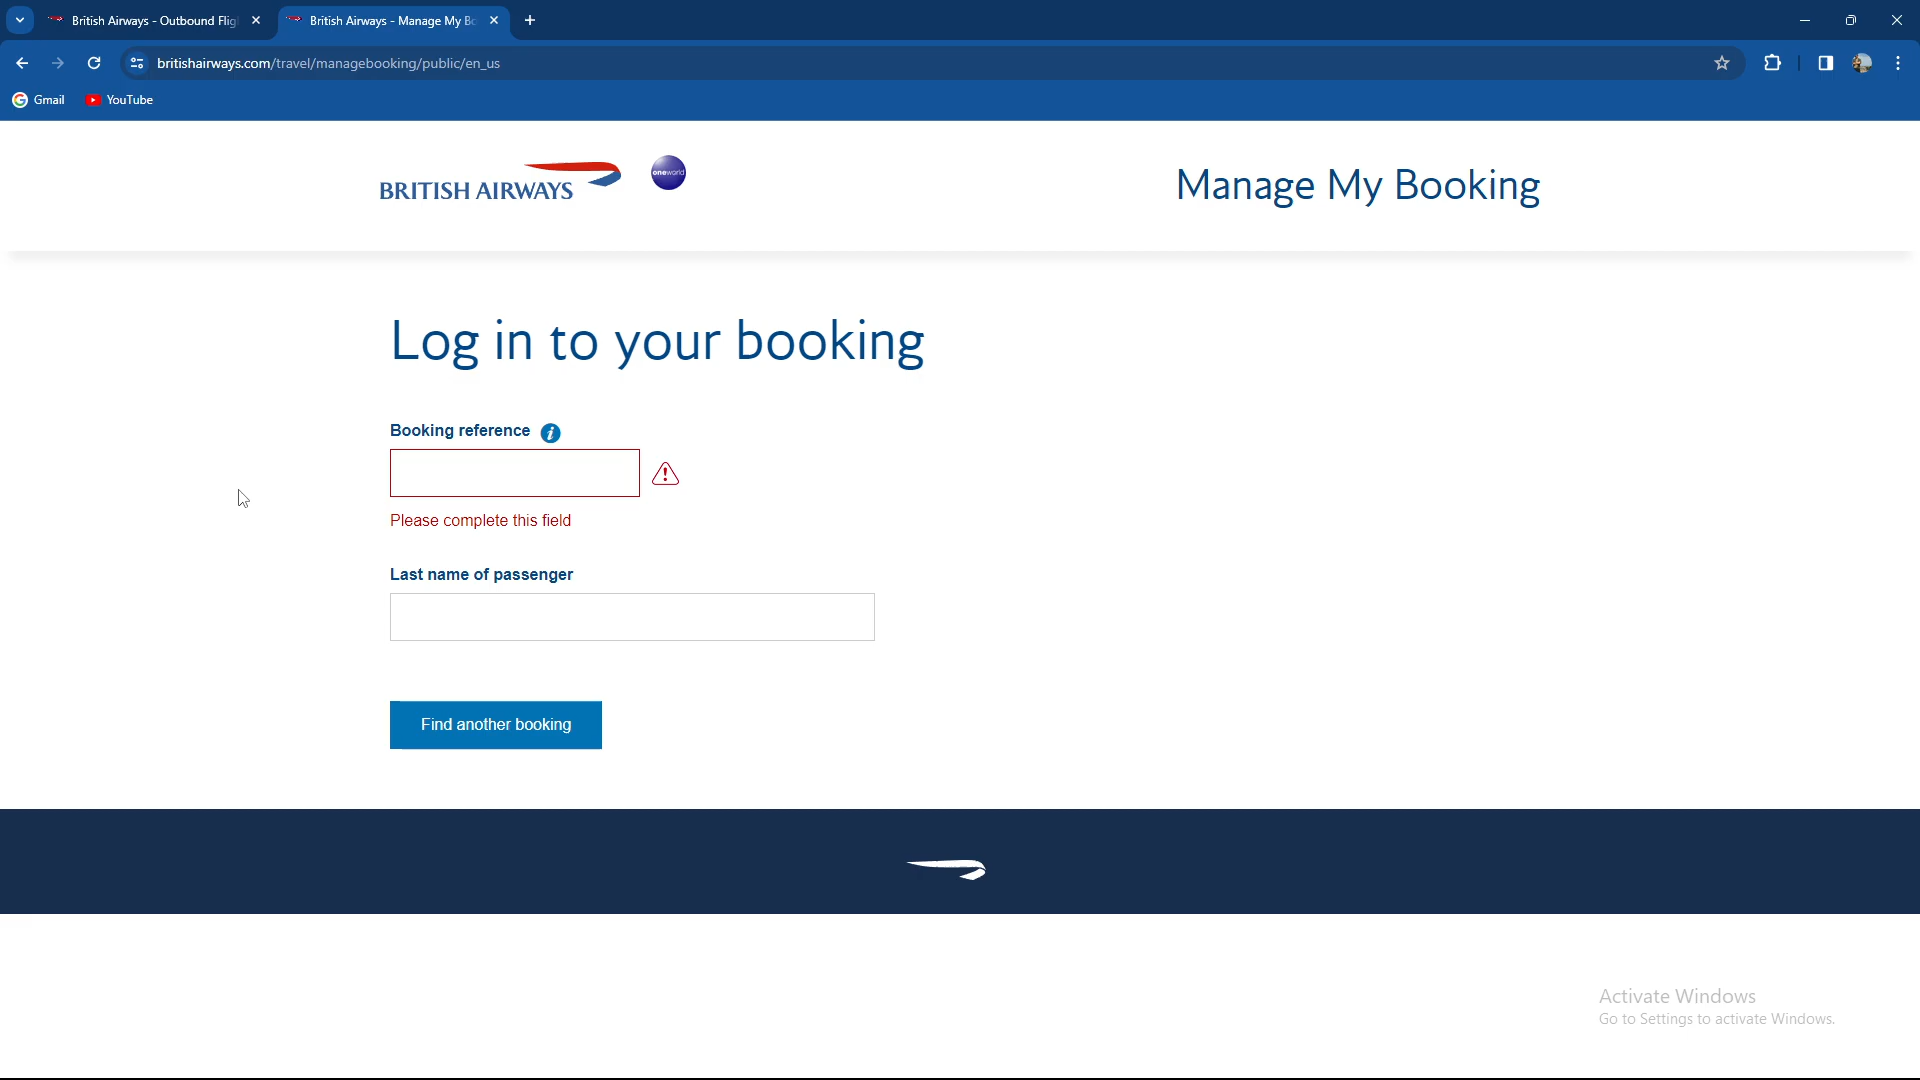 British Airways - Outbound Flig
British Airways - Manage My Bo
britishairways.com/travel/managebooking/public/en_us
Gmail
YouTube
BRITISH AIRWAYS
oneworld
Manage My Booking
Log in to your booking
Booking reference i
Please complete this field
Last name of passenger
Find another booking
Activate Windows
Go to Settings to activate Windows.